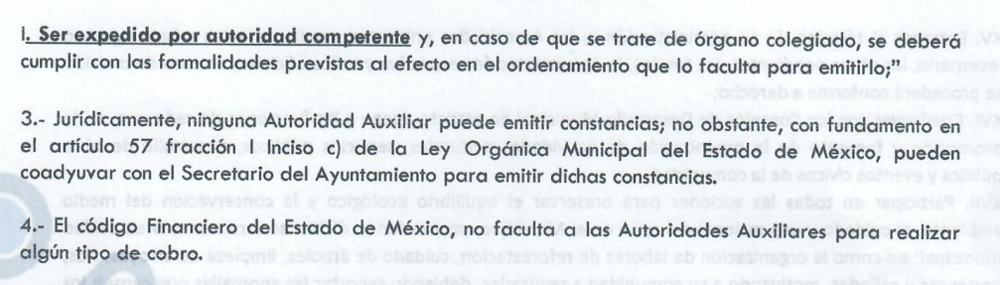 I. Ser expedido por autoridad competente y, en caso de que se trate de órgano colegiado, se deberá
cumplir con las formalidades previstas al efecto en el ordenamiento que lo faculta para emitirlo;"
3.- Jurídicamente, ninguna Autoridad Auxiliar puede emitir constancias; no obstante, con fundamento en
el artículo 57 fracción I Inciso c) de la Ley Orgánica Municipal del Estado de México, pueden
coadyuvar con el Secretario del Ayuntamiento para emitir dichas constancias.
4.- El código Financiero del Estado de México, no faculta a las Autoridades Auxiliares para realizar
algún tipo de cobro.